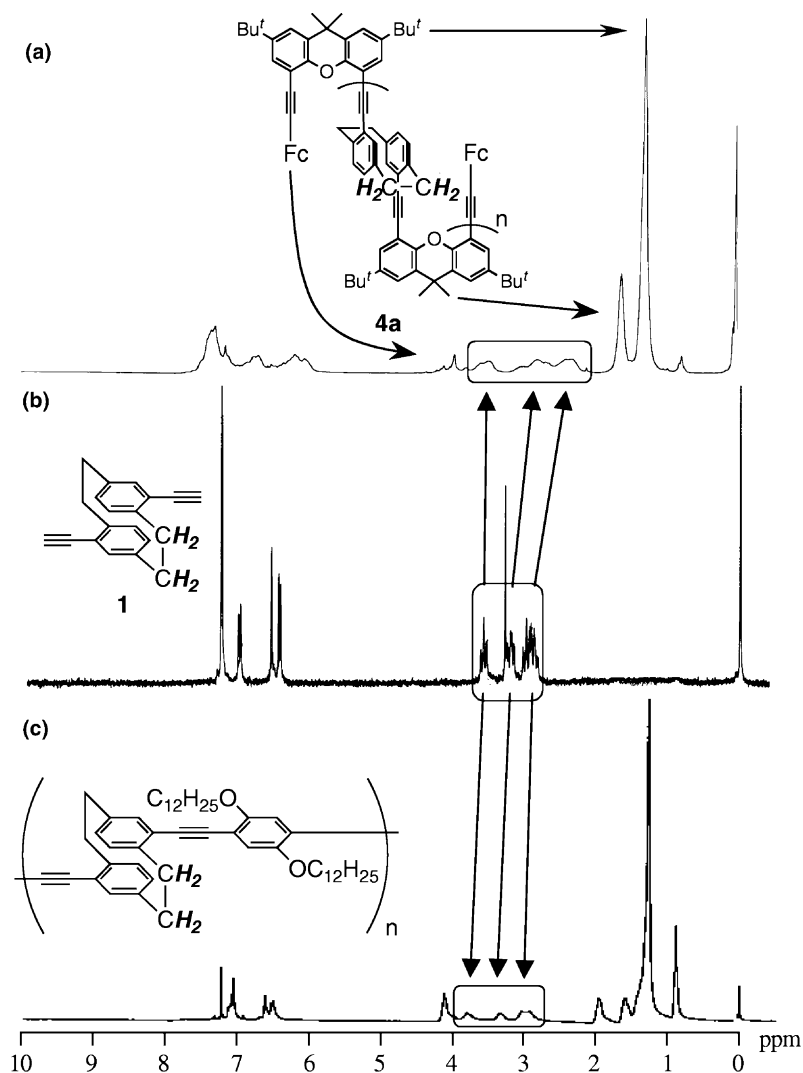 (a)
Bu^t
Bu^t
O
Fc
Fc
H2C–CH2
n
O
Bu^t
Bu^t
4a
(b)
CH2
CH2
1
(c)
C12H25O
OC12H25
CH2
CH2
n
10 9 8 7 6 5 4 3 2 1 0
ppm